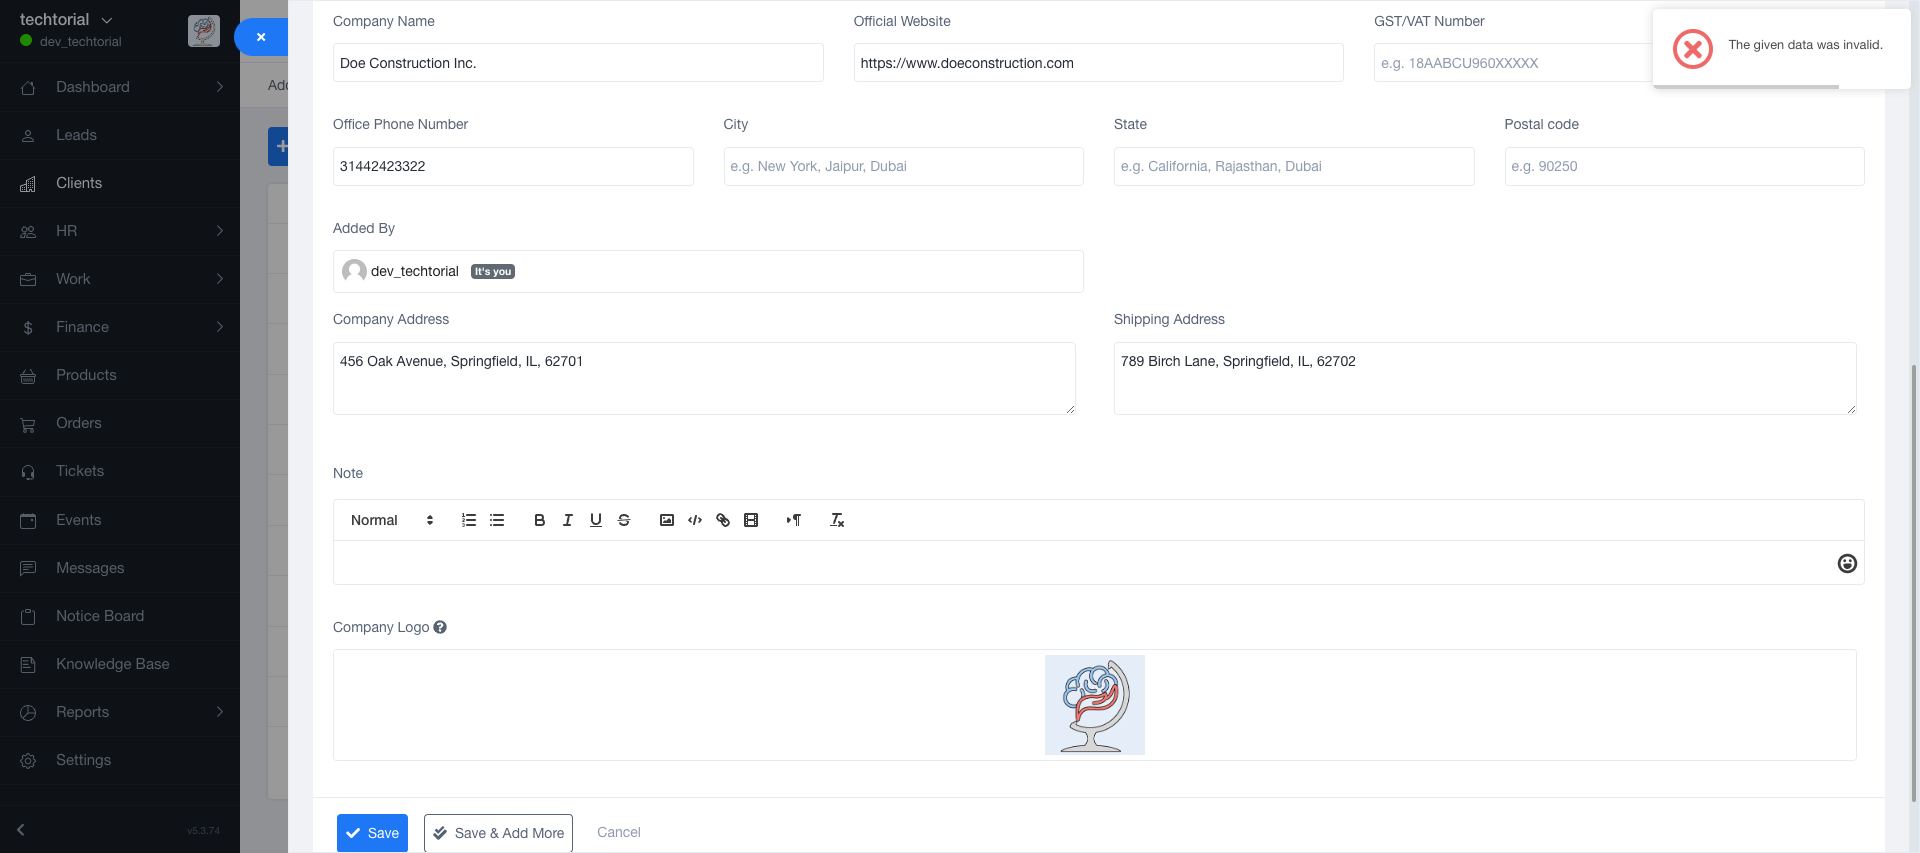 techtorial
dev_techtorial
Dashboard
Leads
Clients
HR
Work
Finance
Products
Orders
Tickets
Events
Messages
Notice Board
Knowledge Base
Reports
Settings
v5.3.74
Company Name
Official Website
GST/VAT Number
Doe Construction Inc.
https://www.doeconstruction.com
e.g. 18AABCU960XXXXX
The given data was invalid.
Office Phone Number
City
State
Postal code
31442423322
e.g. New York, Jaipur, Dubai
e.g. California, Rajasthan, Dubai
e.g. 90250
Added By
dev_techtorial It's you
Company Address
Shipping Address
456 Oak Avenue, Springfield, IL, 62701
789 Birch Lane, Springfield, IL, 62702
Note
Normal
Company Logo
Save
Save & Add More
Cancel